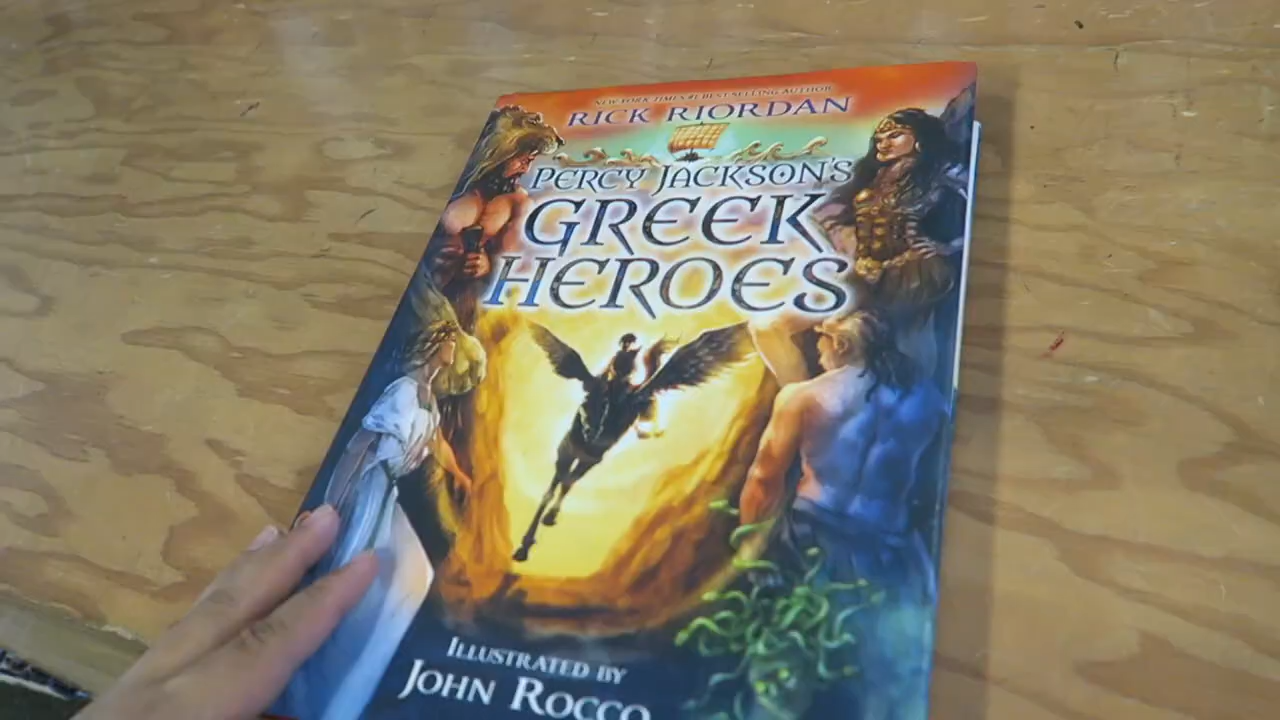 NEW YORK TIMES #1 BEST-SELLING AUTHOR
RICK RIORDAN
PERCY JACKSON'S
GREEK
HEROES
ILLUSTRATED BY
JOHN ROCCO